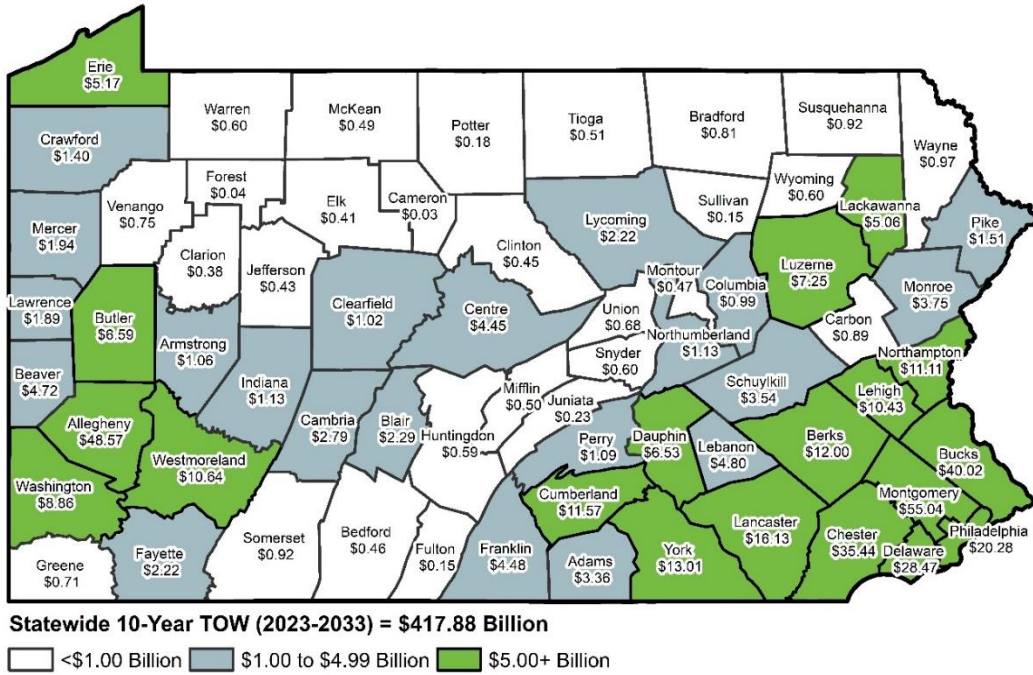 Erie
$5.17
Warren
$0.60
McKean
$0.49
Potter
$0.18
Tioga
$0.51
Bradford
$0.81
Susquehanna
$0.92
Wayne
$0.97
Crawford
$1.40
Forest
$0.04
Venango
$0.75
Elk
$0.41
Cameron
$0.03
Clinton
$0.45
Lycoming
$2.22
Sullivan
$0.15
Wyoming
$0.60
Lackawanna
$5.06
Pike
$1.51
Mercer
$1.94
Clarion
$0.38
Jefferson
$0.43
Clearfield
$1.02
Centre
$4.45
Union
$0.68
Montour
$0.47
Columbia
$0.99
Luzerne
$7.25
Monroe
$3.75
Carbon
$0.89
Lawrence
$1.89
Butler
$6.59
Armstrong
$1.06
Indiana
$1.13
Snyder
$0.60
Northumberland
$1.13
Schuylkill
$3.54
Northampton
$11.11
Lehigh
$10.43
Beaver
$4.72
Allegheny
$48.57
Westmoreland
$10.64
Cambria
$2.79
Blair
$2.29
Huntingdon
$0.59
Mifflin
$0.50
Juniata
$0.23
Perry
$1.09
Dauphin
$6.53
Lebanon
$4.80
Berks
$12.00
Bucks
$40.02
Montgomery
$55.04
Washington
$8.86
Greene
$0.71
Fayette
$2.22
Somerset
$0.92
Bedford
$0.46
Fulton
$0.15
Franklin
$4.48
Cumberland
$11.57
Adams
$3.36
York
$13.01
Lancaster
$16.13
Chester
$35.44
Delaware
$28.47
Philadelphia
$20.28
Statewide 10-Year TOW (2023-2033) = $417.88 Billion
<$1.00 Billion
$1.00 to $4.99 Billion
$5.00+ Billion